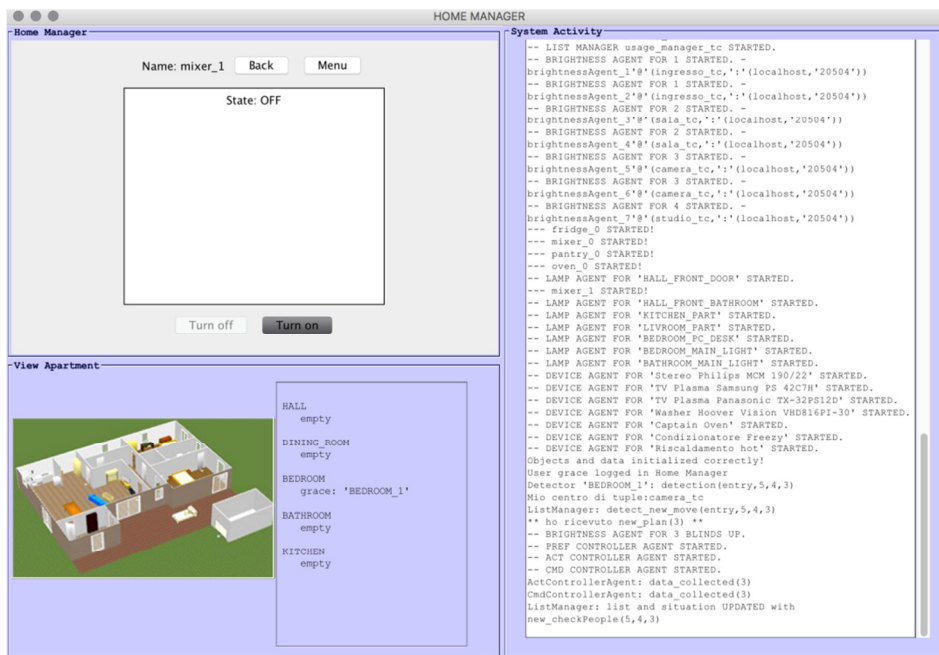 HOME MANAGER
Home Manager
Name: mixer_1 Back Menu
State: OFF
Turn off Turn on
View Apartment
HALL
empty
DINING_ROOM
empty
BEDROOM
grace: 'BEDROOM_1'
BATHROOM
empty
KITCHEN
empty
System Activity
-- LIST MANAGER usage_manager_tc STARTED.
-- BRIGHTNESS AGENT FOR 1 STARTED. -
brightnessAgent_1'@'(ingresso_tc,':'(localhost,'20504'))
-- BRIGHTNESS AGENT FOR 1 STARTED. -
brightnessAgent_2'@'(ingresso_tc,':'(localhost,'20504'))
-- BRIGHTNESS AGENT FOR 2 STARTED. -
brightnessAgent_3'@'(sala_tc,':'(localhost,'20504'))
-- BRIGHTNESS AGENT FOR 2 STARTED. -
brightnessAgent_4'@'(sala_tc,':'(localhost,'20504'))
-- BRIGHTNESS AGENT FOR 3 STARTED. -
brightnessAgent_5'@'(camera_tc,':'(localhost,'20504'))
-- BRIGHTNESS AGENT FOR 3 STARTED. -
brightnessAgent_6'@'(camera_tc,':'(localhost,'20504'))
-- BRIGHTNESS AGENT FOR 4 STARTED. -
brightnessAgent_7'@'(studio_tc,':'(localhost,'20504'))
--- fridge_0 STARTED!
--- mixer_0 STARTED!
--- pantry_0 STARTED!
--- oven_0 STARTED!
-- LAMP AGENT FOR 'HALL_FRONT_DOOR' STARTED.
--- mixer_1 STARTED!
-- LAMP AGENT FOR 'HALL_FRONT_BATHROOM' STARTED.
-- LAMP AGENT FOR 'KITCHEN_PART' STARTED.
-- LAMP AGENT FOR 'LIVROOM_PART' STARTED.
-- LAMP AGENT FOR 'BEDROOM_PC_DESK' STARTED.
-- LAMP AGENT FOR 'BEDROOM_MAIN_LIGHT' STARTED.
-- LAMP AGENT FOR 'BATHROOM_MAIN_LIGHT' STARTED.
-- DEVICE AGENT FOR 'Stereo Philips MCM 190/22' STARTED.
-- DEVICE AGENT FOR 'TV Plasma Samsung PS 42C7H' STARTED.
-- DEVICE AGENT FOR 'TV Plasma Panasonic TX-32PS12D' STARTED.
-- DEVICE AGENT FOR 'Washer Hoover Vision VHD816PI-30' STARTED.
-- DEVICE AGENT FOR 'Captain Oven' STARTED.
-- DEVICE AGENT FOR 'Condizionatore Freezy' STARTED.
-- DEVICE AGENT FOR 'Riscaldamento hot' STARTED.
Objects and data initialized correctly!
User grace logged in Home Manager
Detector 'BEDROOM_1': detection(entry,5,4,3)
Mio centro di tuple:camera_tc
ListManager: detect_new_move(entry,5,4,3)
** ho ricevuto new_plan(3) **
-- BRIGHTNESS AGENT FOR 3 BLINDS UP.
-- PREF CONTROLLER AGENT STARTED.
-- ACT CONTROLLER AGENT STARTED.
-- CMD CONTROLLER AGENT STARTED.
ActControllerAgent: data_collected(3)
CmdControllerAgent: data_collected(3)
ListManager: list and situation UPDATED with
new_checkPeople(5,4,3)